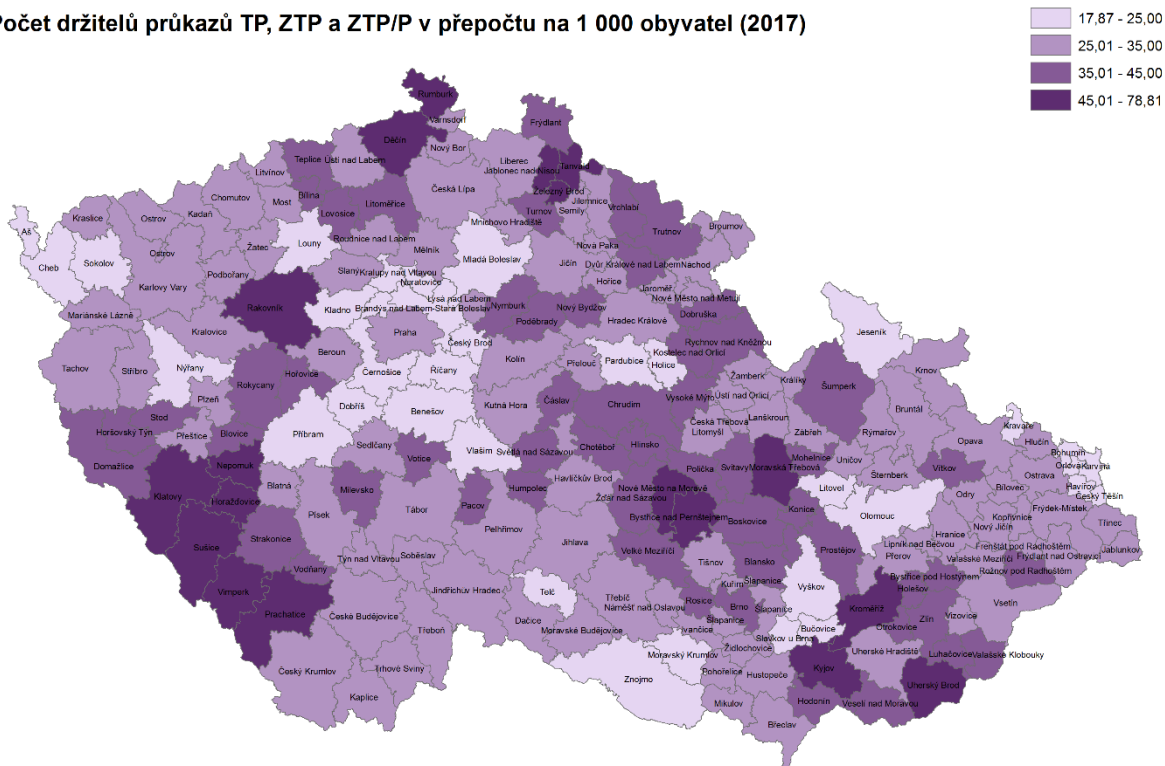 očet držitelů průkazů TP, ZTP a ZTP/P v přepočtu na 1 000 obyvatel (2017)
17,87 - 25,00
25,01 - 35,00
35,01 - 45,00
45,01 - 78,81
Rumburk
Varnsdorf
Děčín
Frýdlant
Teplice
Ústí nad Labem
Nový Bor
Liberec
Jablonec nad Nisou
Tanvald
Litvínov
Bílina
Most
Litoměřice
Lovosice
Česká Lípa
Železný Brod
Jilemnice
Semily
Turnov
Vrchlabí
Trutnov
Broumov
Chomutov
Kadaň
Ostrov
Kraslice
Aš
Cheb
Sokolov
Ostrov
Karlovy Vary
Mariánské Lázně
Podbořany
Žatec
Louny
Roudnice nad Labem
Mělník
Mnichovo Hradiště
Mladá Boleslav
Jičín
Nová Paka
Dvůr Králové nad Labem
Náchod
Hořice
Jaroměř
Nové Město nad Metují
Dobruška
Slaný
Kralupy nad Vltavou
Neratovice
Lysá nad Labem
Brandýs nad Labem-Stará Boleslav
Nymburk
Poděbrady
Nový Bydžov
Hradec Králové
Rychnov nad Kněžnou
Kostelec nad Orlicí
Rakovník
Kladno
Praha
Český Brod
Kolín
Přelouč
Pardubice
Holice
Kralovice
Beroun
Černošice
Říčany
Kutná Hora
Čáslav
Chrudim
Vysoké Mýto
Žamberk
Králíky
Ústí nad Orlicí
Česká Třebová
Litomyšl
Lanškroun
Šumperk
Jeseník
Krnov
Bruntál
Rýmařov
Zábřeh
Tachov
Stříbro
Nýřany
Plzeň
Rokycany
Hořovice
Dobříš
Příbram
Benešov
Vlašim
Sedlčany
Votice
Světlá nad Sázavou
Chotěboř
Hlinsko
Polička
Svitavy
Moravská Třebová
Mohelnice
Uničov
Litovel
Šternberk
Olomouc
Konice
Opava
Kravaře
Hlučín
Bohumín
Orlová
Karviná
Havířov
Český Těšín
Ostrava
Vítkov
Bílovec
Odry
Frýdek-Místek
Třinec
Jablunkov
Kopřivnice
Nový Jičín
Hranice
Lipník nad Bečvou
Frenštát pod Radhoštěm
Frýdlant nad Ostravicí
Valašské Meziříčí
Rožnov pod Radhoštěm
Přerov
Bystřice pod Hostýnem
Holešov
Vsetín
Vizovice
Zlín
Otrokovice
Kroměříž
Luhačovice
Valašské Klobouky
Uherské Hradiště
Uherský Brod
Veselí nad Moravou
Hodonín
Kyjov
Stod
Horšovský Týn
Domažlice
Přeštice
Blovice
Nepomuk
Klatovy
Horažďovice
Sušice
Strakonice
Blatná
Písek
Milevsko
Tábor
Pacov
Humpolec
Havlíčkův Brod
Pelhřimov
Jihlava
Žďár nad Sázavou
Nové Město na Moravě
Bystřice nad Pernštejnem
Boskovice
Velké Meziříčí
Blansko
Tišnov
Kuřim
Šlapanice
Prostějov
Vyškov
Bučovice
Slavkov u Brna
Brno
Šlapanice
Šlapanice
Rosice
Ivančice
Židlochovice
Pohořelice
Hustopeče
Mikulov
Břeclav
Moravský Krumlov
Znojmo
Moravské Budějovice
Třebíč
Náměšť nad Oslavou
Telč
Dačice
Jindřichův Hradec
Soběslav
Týn nad Vltavou
Vodňany
Vimperk
Prachatice
České Budějovice
Třeboň
Český Krumlov
Trhové Sviny
Kaplice